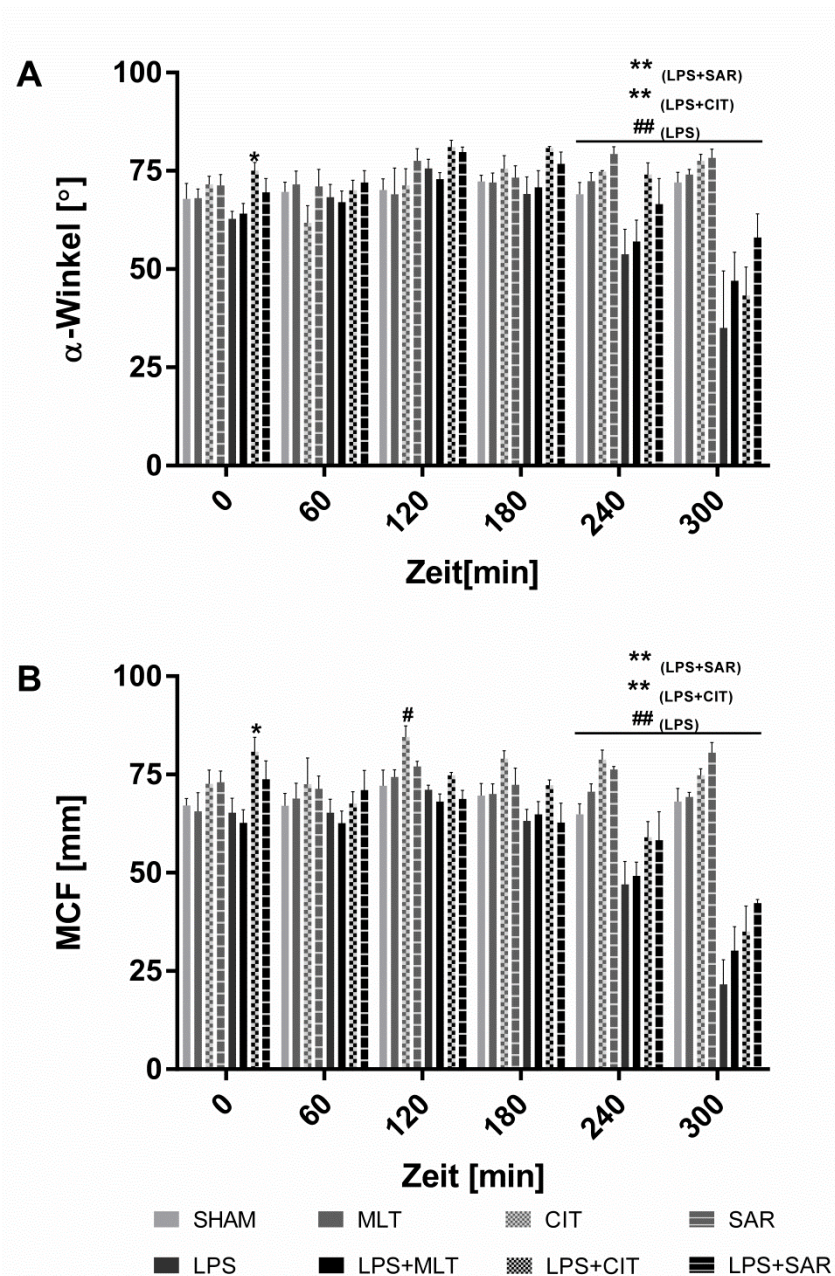 A
100
75
50
25
0
α-Winkel [°]
*
** (LPS+SAR)
** (LPS+CIT)
## (LPS)
0 60 120 180 240 300
Zeit[min]
B
100
75
50
25
0
MCF [mm]
*
#
** (LPS+SAR)
** (LPS+CIT)
## (LPS)
0 60 120 180 240 300
Zeit [min]
SHAM MLT CIT SAR
LPS LPS+MLT LPS+CIT LPS+SAR